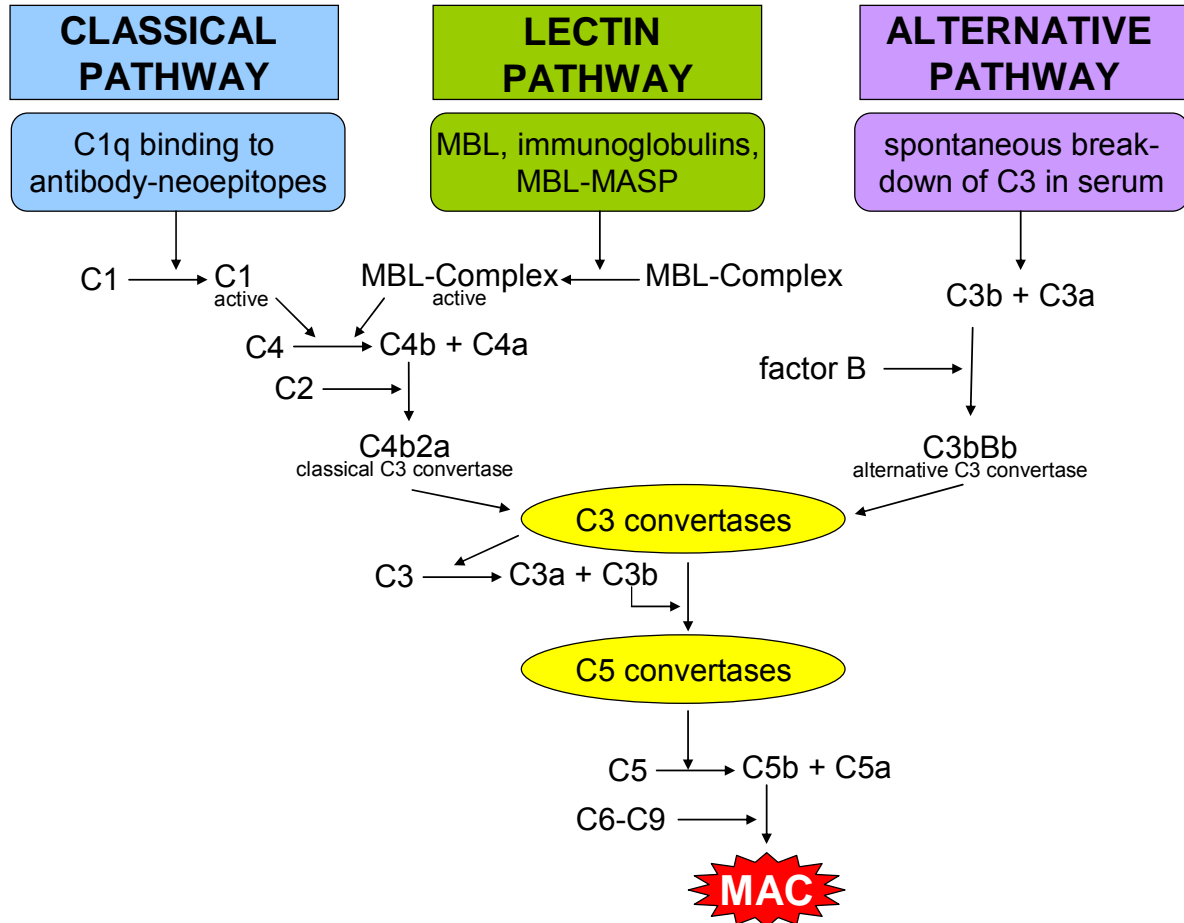 CLASSICAL
PATHWAY
LECTIN
PATHWAY
ALTERNATIVE
PATHWAY
C1q binding to
antibody-neoepitopes
MBL, immunoglobulins,
MBL-MASP
spontaneous break-
down of C3 in serum
C1
C1
active
MBL-Complex
active
MBL-Complex
C3b + C3a
C4
C4b + C4a
C2
factor B
C4b2a
classical C3 convertase
C3bBb
alternative C3 convertase
C3 convertases
C3
C3a + C3b
C5 convertases
C5
C5b + C5a
C6-C9
MAC